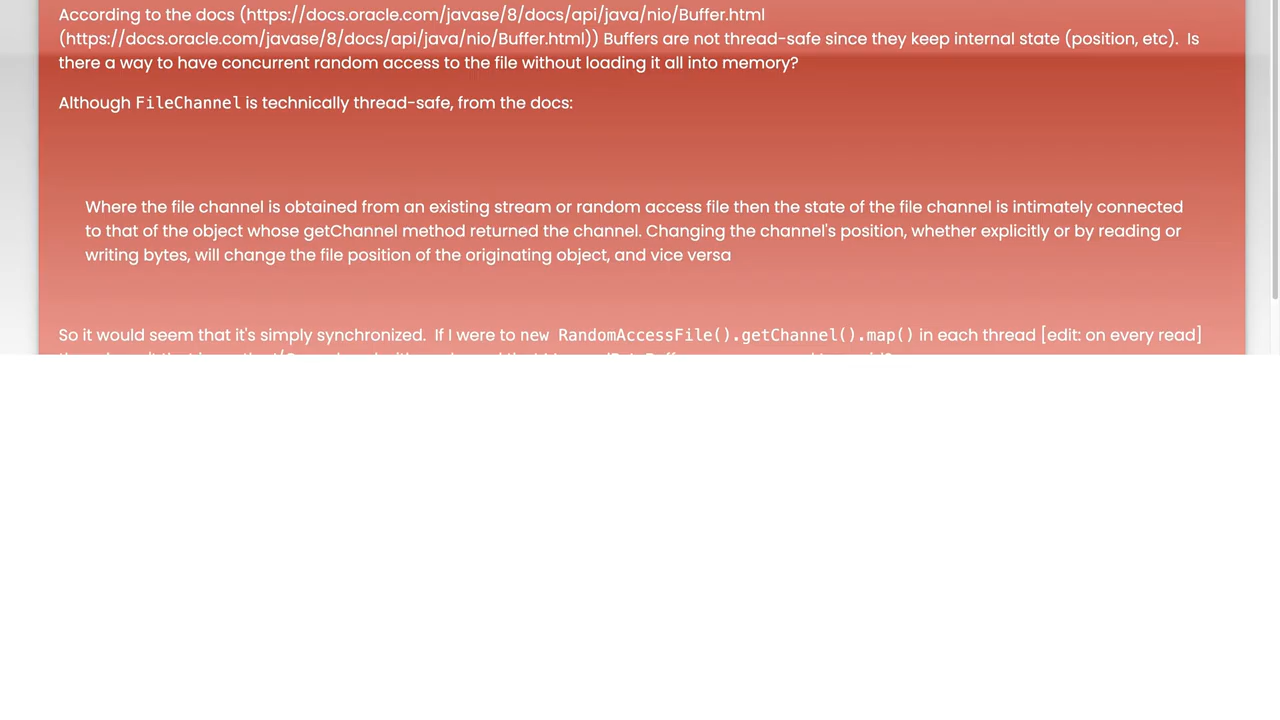 According to the docs (https://docs.oracle.com/javase/8/docs/api/java/nio/Buffer.html
(https://docs.oracle.com/javase/8/docs/api/java/nio/Buffer.html)) Buffers are not thread-safe since they keep internal state (position, etc).  Is
there a way to have concurrent random access to the file without loading it all into memory?
Although FileChannel is technically thread-safe, from the docs:
Where the file channel is obtained from an existing stream or random access file then the state of the file channel is intimately connected
to that of the object whose getChannel method returned the channel. Changing the channel's position, whether explicitly or by reading or
writing bytes, will change the file position of the originating object, and vice versa
So it would seem that it's simply synchronized.  If I were to new RandomAccessFile().getChannel().map() in each thread [edit: on every read]